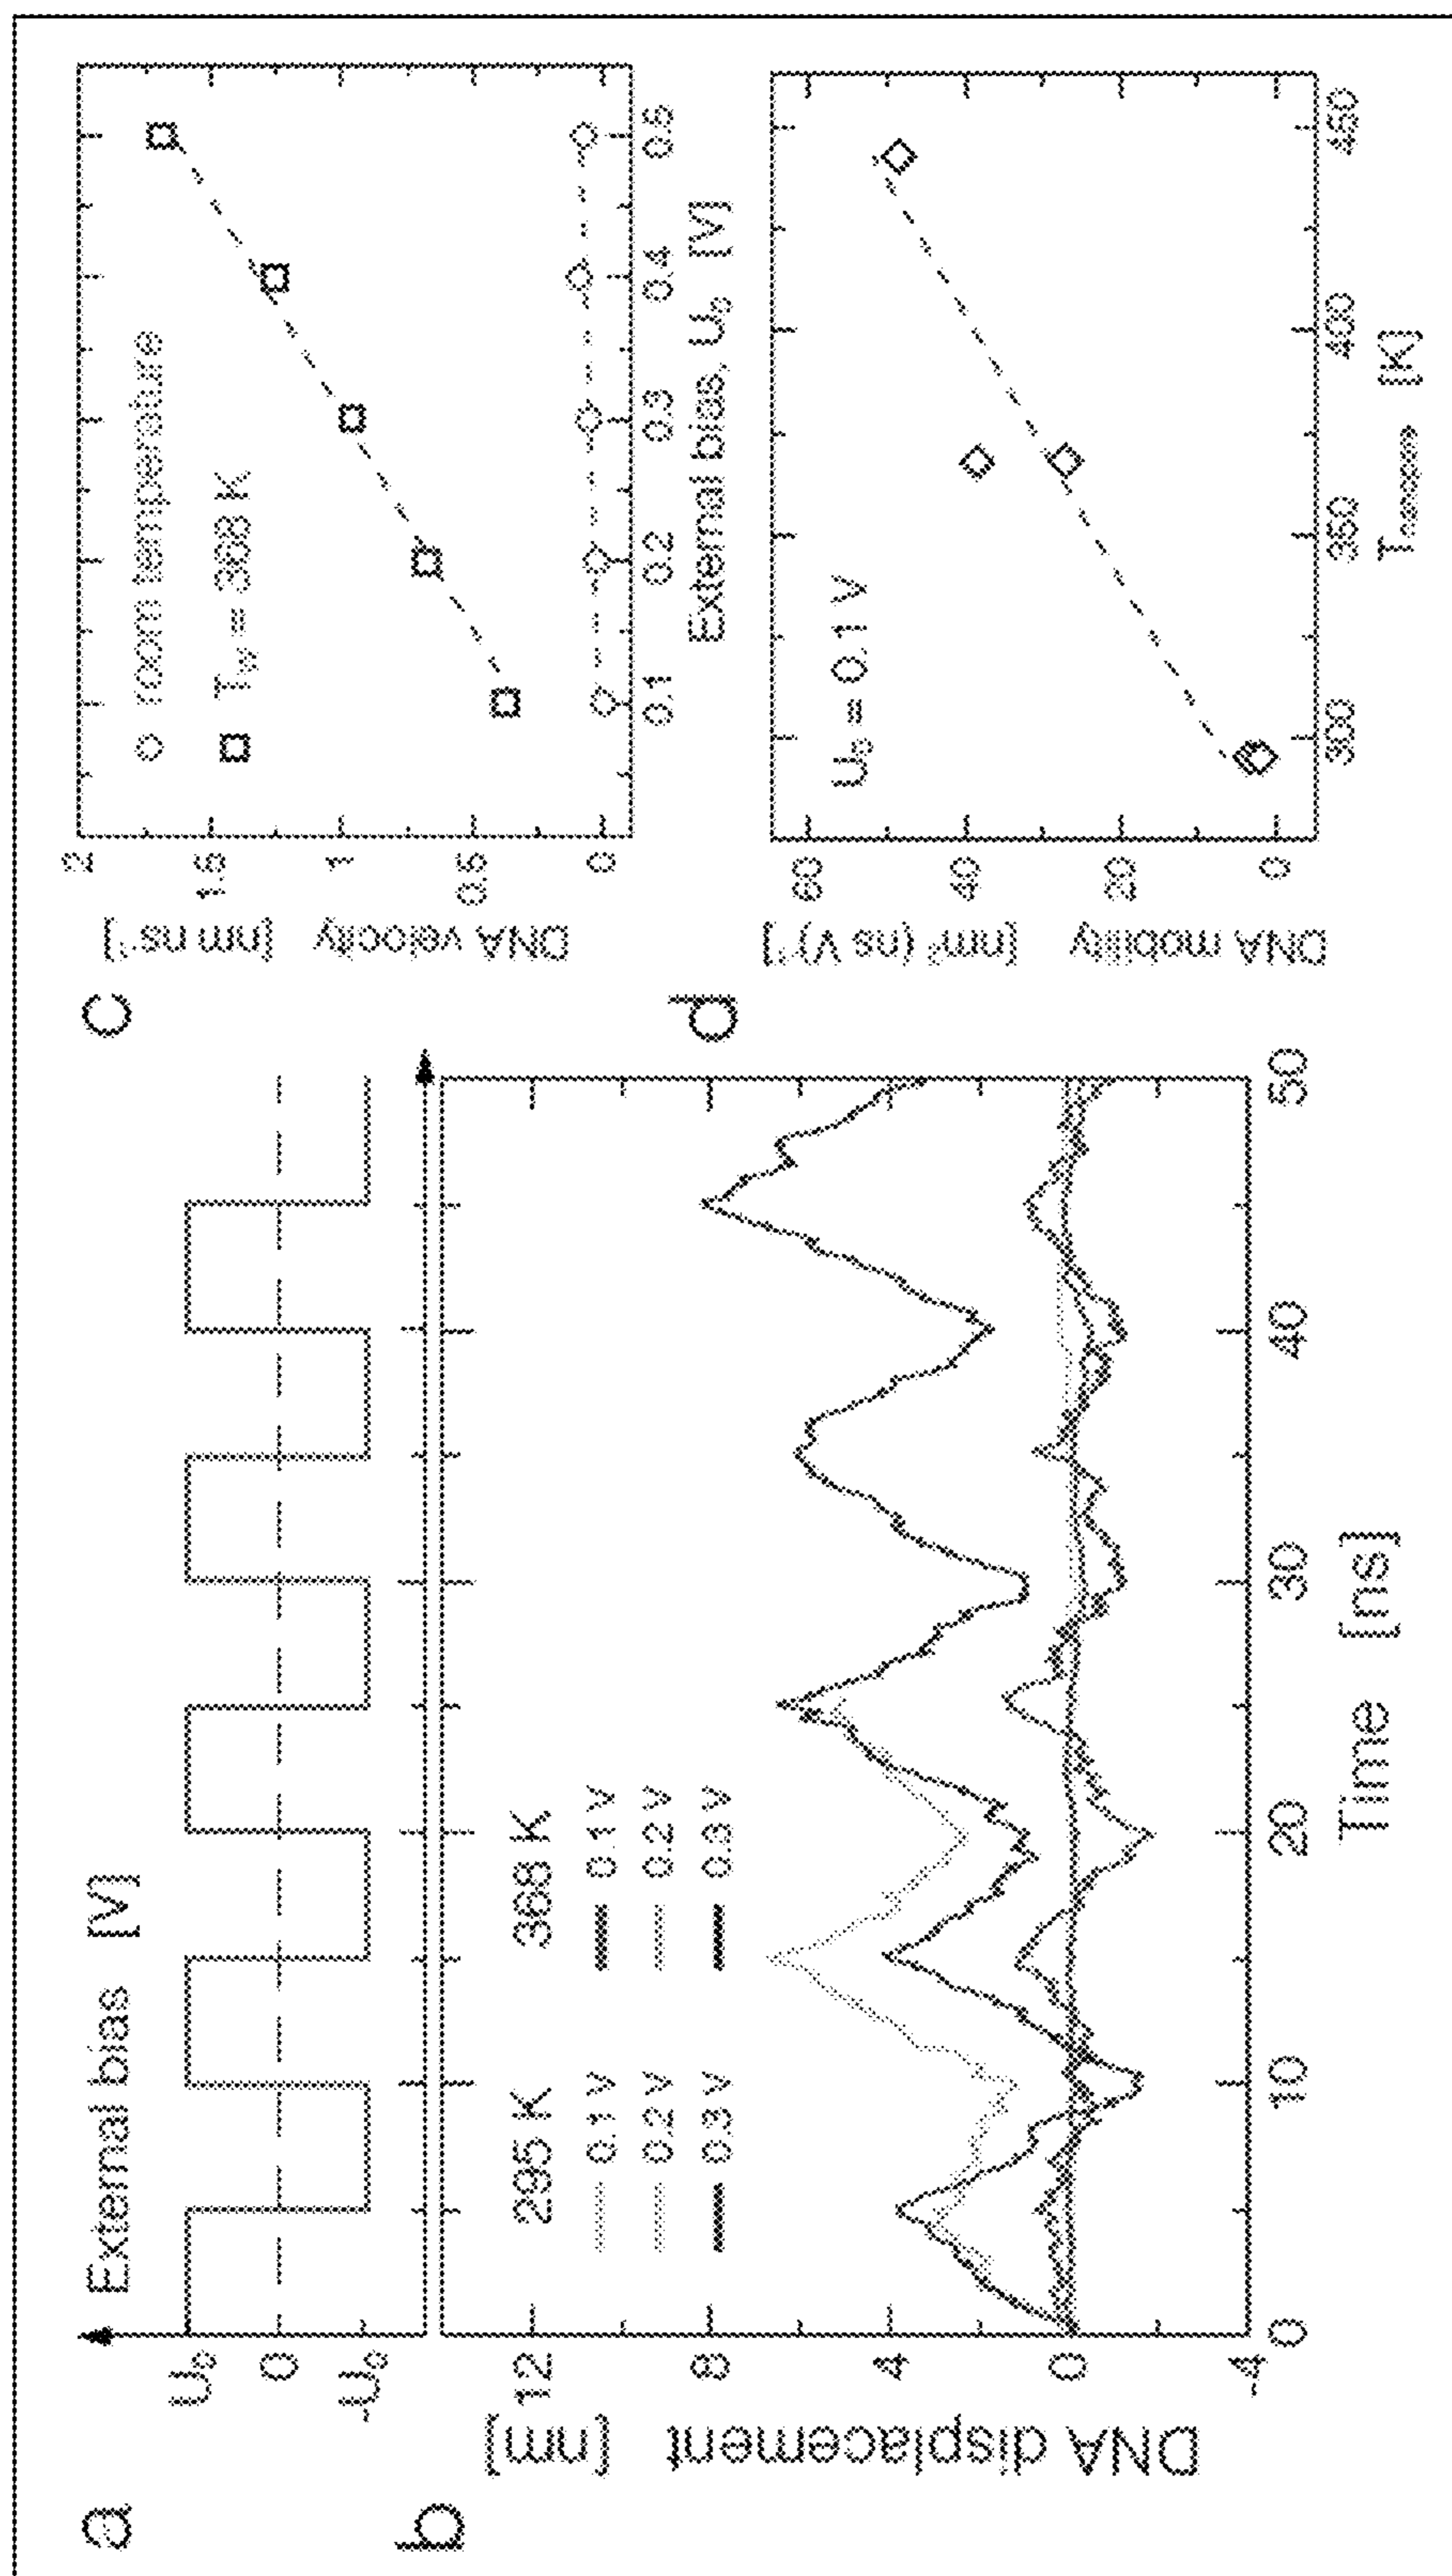 a
External bias [V]
U₀
0
-U₀
b
DNA displacement [nm]
12
8
4
0
-4
295 K 368 K
0.1 V 0.1 V
0.2 V 0.2 V
0.3 V 0.3 V
0 10 20 30 40 50
Time [ns]
c
DNA velocity [nm ns⁻¹]
2
1.5
1
0.5
0
room temperature
T_W = 368 K
0.1 0.2 0.3 0.4 0.5
External bias, U₀ [V]
d
DNA mobility [nm² (ns V)⁻¹]
60
40
20
0
U₀ = 0.1 V
300 350 400 450
[K]